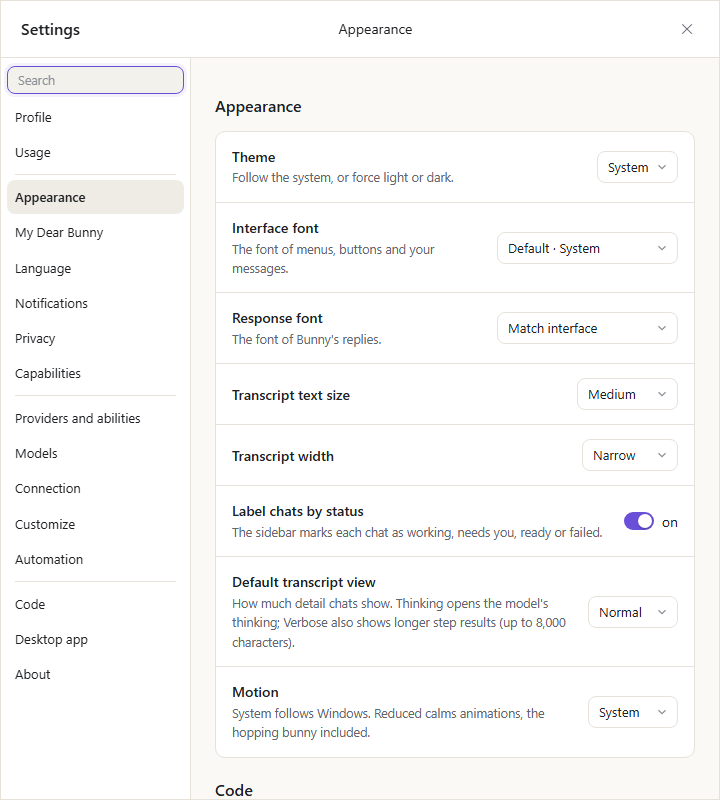 Settings
Appearance
Search
Profile
Usage
Appearance
My Dear Bunny
Language
Notifications
Privacy
Capabilities
Providers and abilities
Models
Connection
Customize
Automation
Code
Desktop app
About
Appearance
Theme
Follow the system, or force light or dark.
System
Interface font
The font of menus, buttons and your
messages.
Default · System
Response font
The font of Bunny's replies.
Match interface
Transcript text size
Medium
Transcript width
Narrow
Label chats by status
The sidebar marks each chat as working, needs you, ready or failed.
on
Default transcript view
How much detail chats show. Thinking opens the model's
thinking; Verbose also shows longer step results (up to 8,000
characters).
Normal
Motion
System follows Windows. Reduced calms animations, the
hopping bunny included.
System
Code